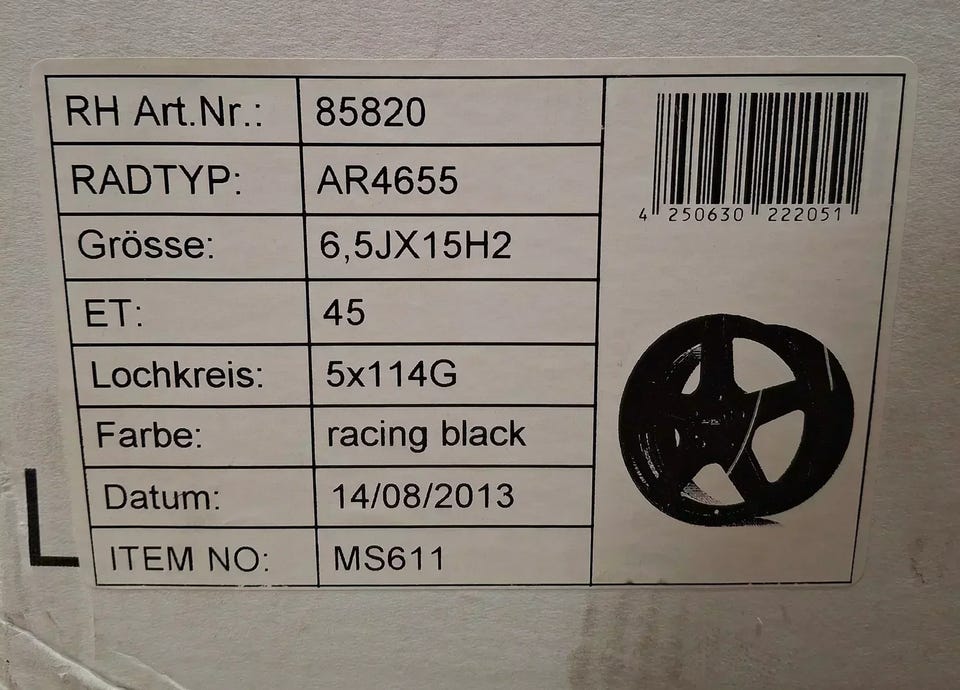 RH Art.Nr.: 85820
RADTYP: AR4655
Grösse: 6,5JX15H2
ET: 45
Lochkreis: 5x114G
Farbe: racing black
Datum: 14/08/2013
ITEM NO: MS611
4 250630 222051
L